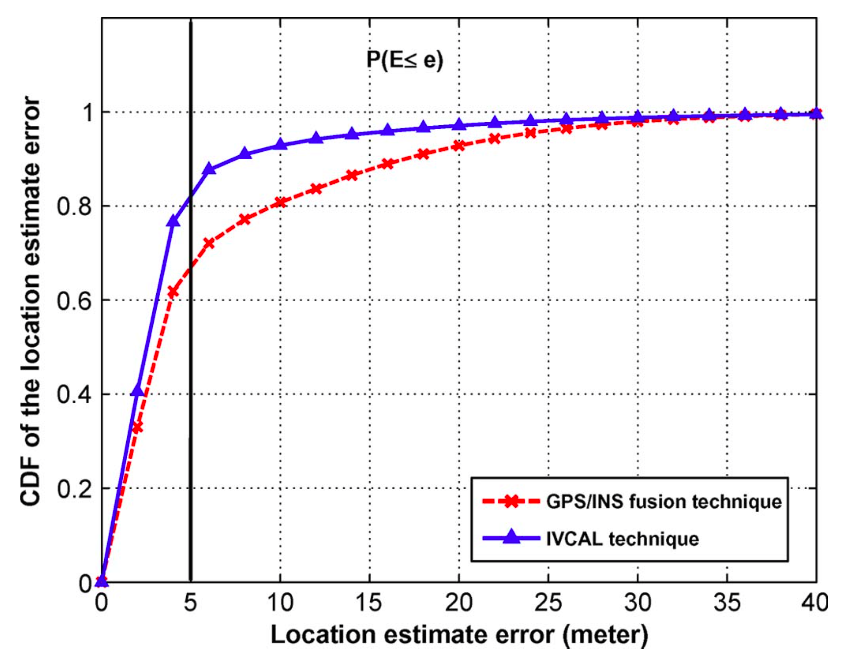 P(E≤ e)
CDF of the location estimate error
1
0.8
0.6
0.4
0.2
0
0 5 10 15 20 25 30 35 40
Location estimate error (meter)
GPS/INS fusion technique
IVCAL technique